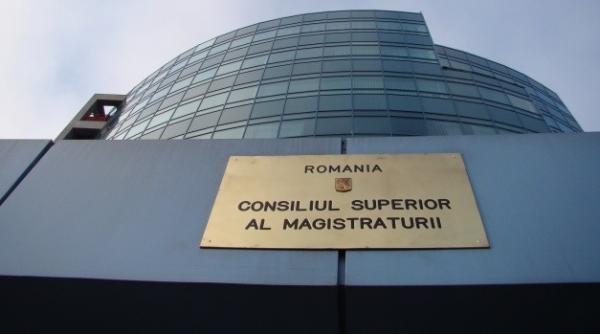 ROMANIA
CONSILIUL SUPERIOR
AL MAGISTRATURII